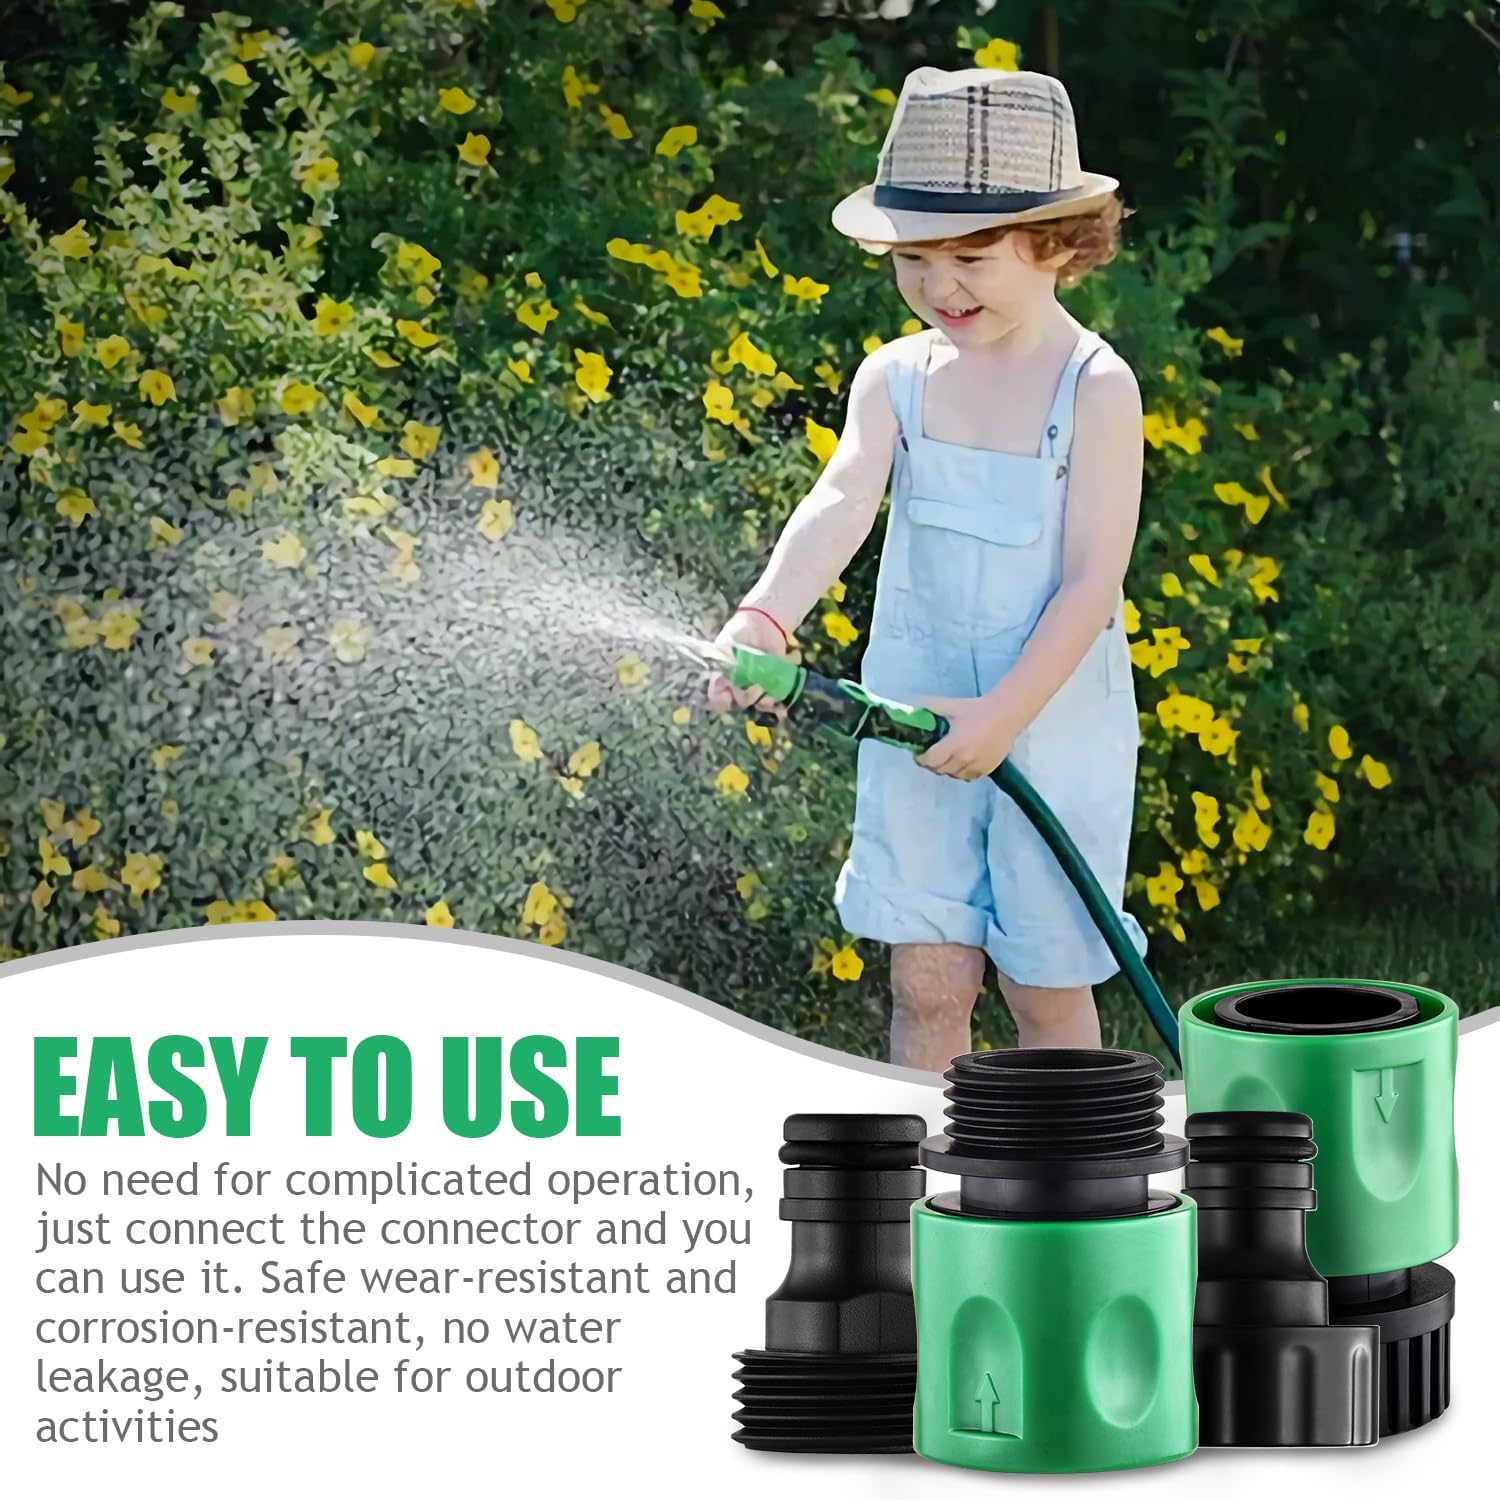 EASY TO USE
No need for complicated operation,
just connect the connector and you
can use it. Safe wear-resistant and
corrosion-resistant, no water
leakage, suitable for outdoor
activities